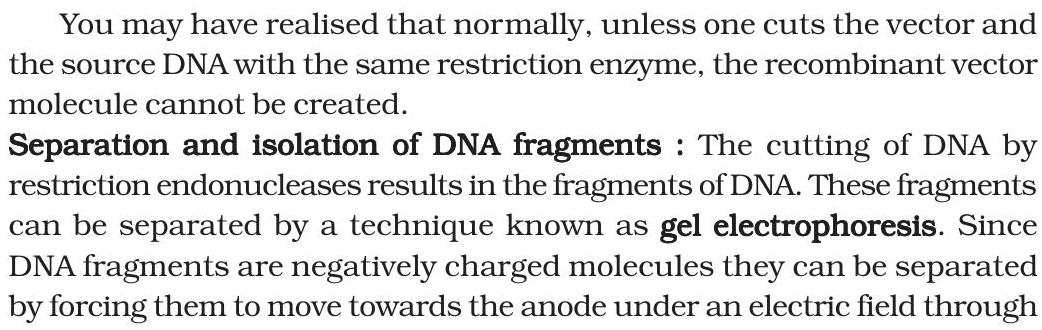 You may have realised that normally, unless one cuts the vector and
the source DNA with the same restriction enzyme, the recombinant vector
molecule cannot be created.
Separation and isolation of DNA fragments : The cutting of DNA by
restriction endonucleases results in the fragments of DNA. These fragments
can be separated by a technique known as gel electrophoresis. Since
DNA fragments are negatively charged molecules they can be separated
by forcing them to move towards the anode under an electric field through